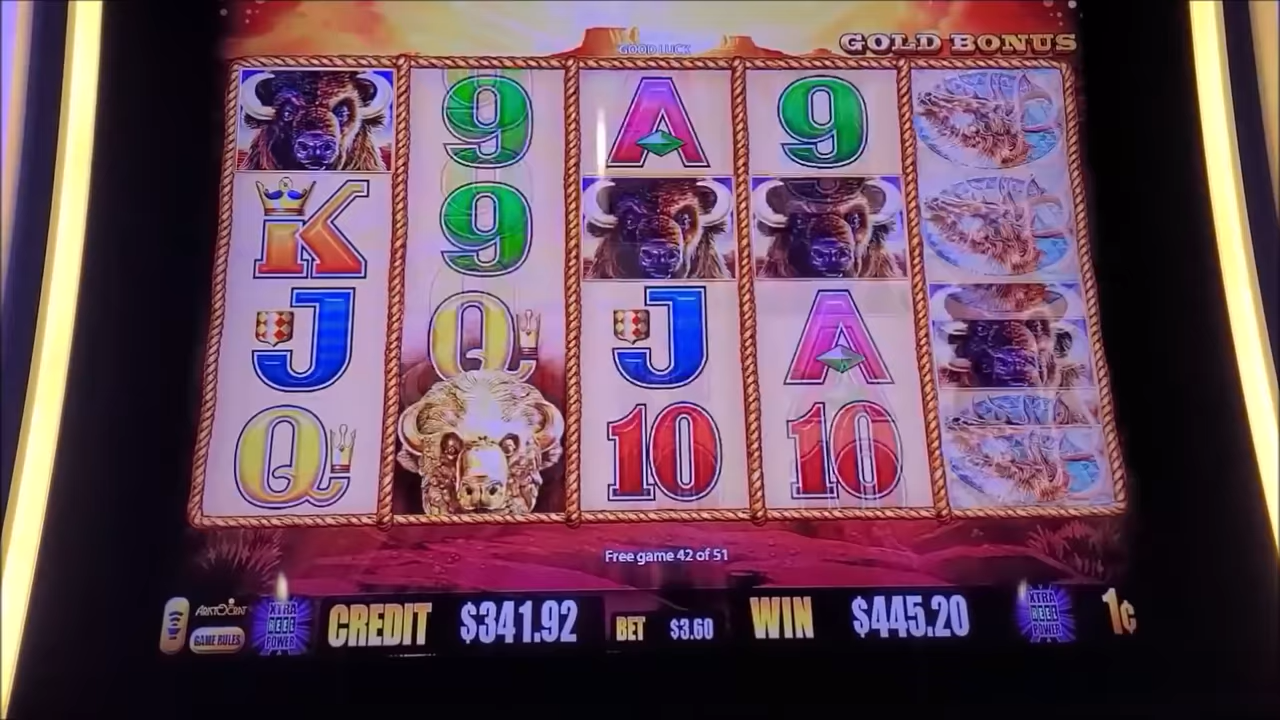 GOOD LUCK
GOLD BONUS
9 A 9
K 9
J Q J A
Q 10 10
Free game 42 of 51
ARISTOCRAT
GAME RULES
XTRA REEL POWER
CREDIT $341.92
BET $3.60
WIN $445.20
XTRA REEL POWER
1¢